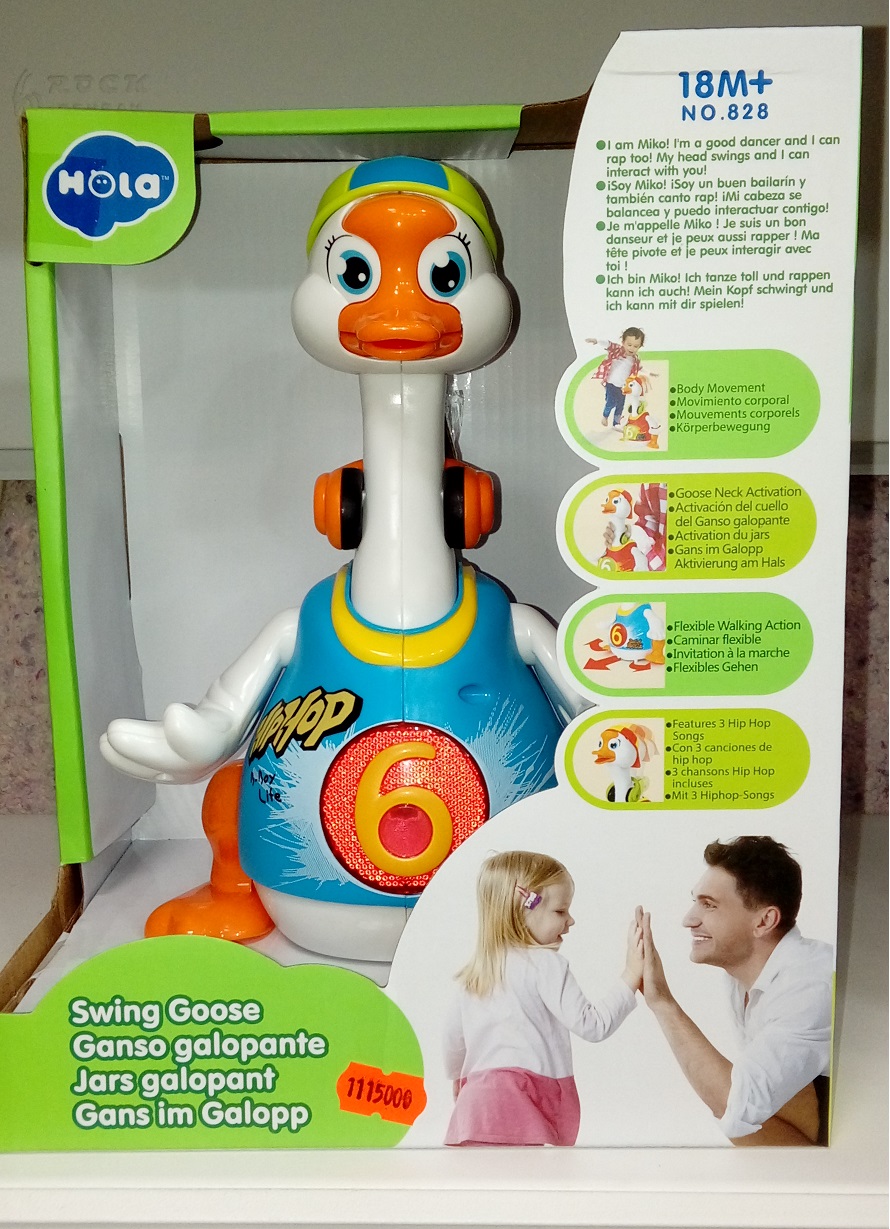 HOLA™
18M+
NO.828
●I am Miko! I'm a good dancer and I can
rap too! My head swings and I can
interact with you!
●¡Soy Miko! ¡Soy un buen bailarín y
también canto rap! ¡Mi cabeza se
balancea y puedo interactuar contigo!
●Je m'appelle Miko ! Je suis un bon
danseur et je peux aussi rapper ! Ma
tête pivote et je peux interagir avec
toi !
●Ich bin Miko! Ich tanze toll und rappen
kann ich auch! Mein Kopf schwingt und
ich kann mit dir spielen!
●Body Movement
●Movimiento corporal
●Mouvements corporels
●Körperbewegung
●Goose Neck Activation
●Activación del cuello
del Ganso galopante
●Activation du jars
●Gans im Galopp
Aktivierung am Hals
●Flexible Walking Action
●Caminar flexible
●Invitation à la marche
●Flexibles Gehen
●Features 3 Hip Hop
Songs
●Con 3 canciones de
hip hop
●3 chansons Hip Hop
incluses
●Mit 3 Hiphop-Songs
HIPHOP
Lite
6
Swing Goose
Ganso galopante
Jars galopant
Gans im Galopp
1115000